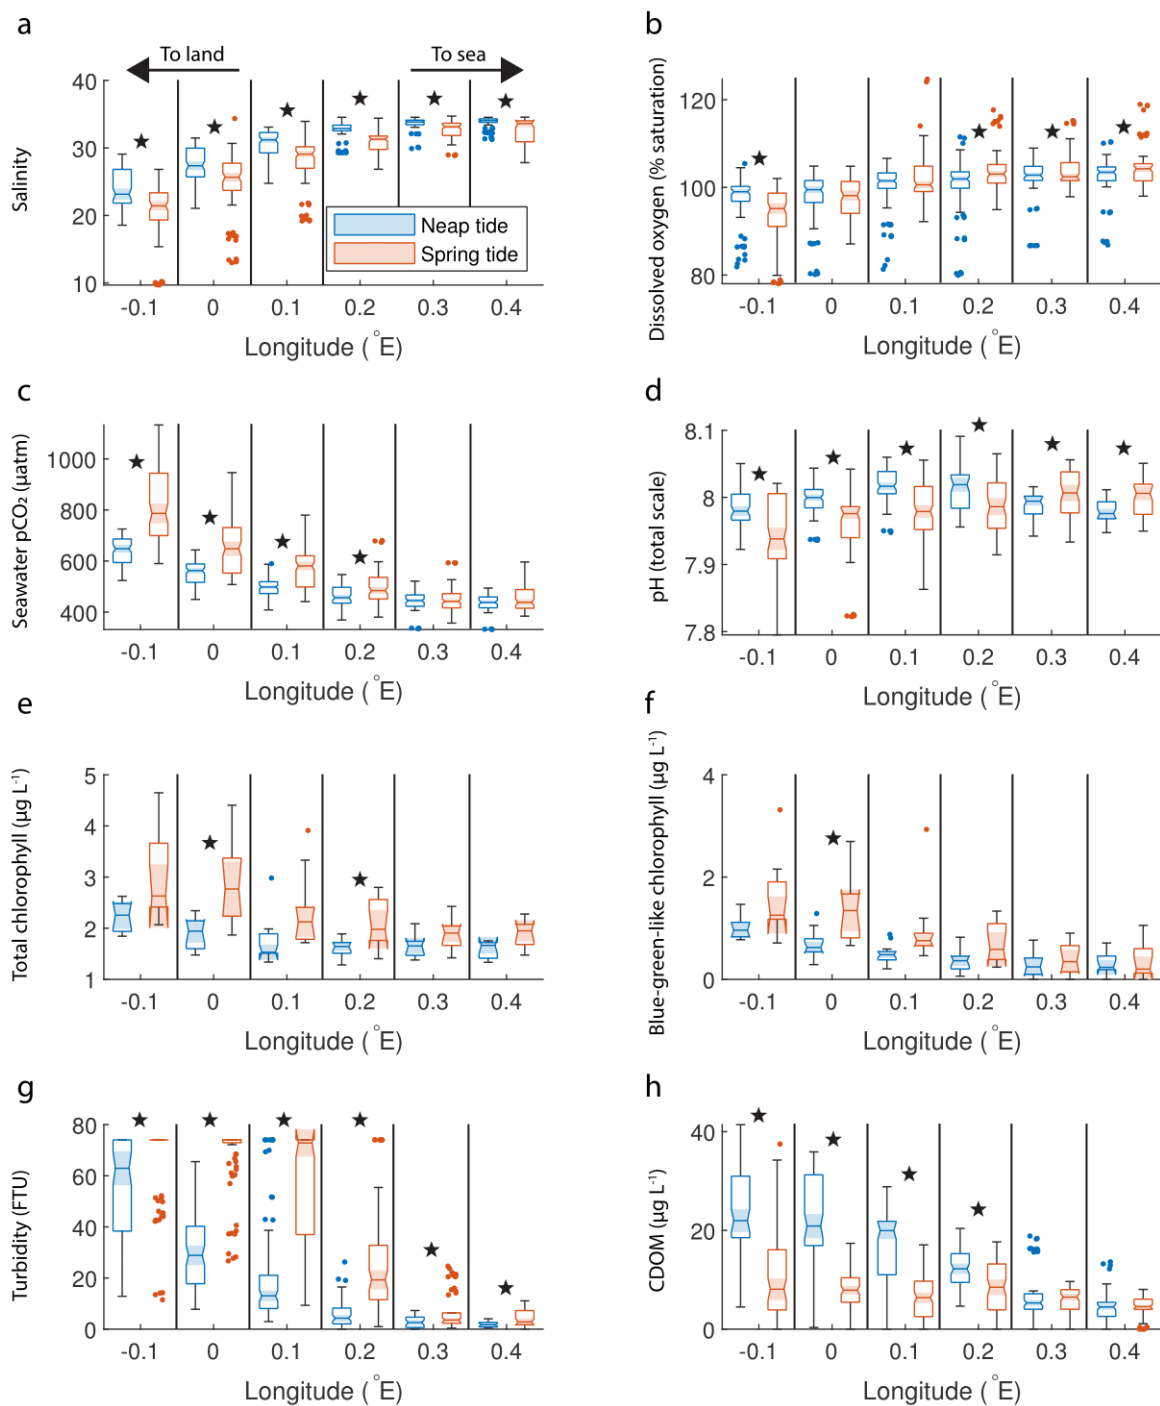 a
To land
To sea
Salinity
40
30
20
10
Neap tide
Spring tide
-0.1 0 0.1 0.2 0.3 0.4
Longitude (°E)
b
Dissolved oxygen (% saturation)
120
100
80
-0.1 0 0.1 0.2 0.3 0.4
Longitude (°E)
c
Seawater pCO₂ (µatm)
1000
800
600
400
-0.1 0 0.1 0.2 0.3 0.4
Longitude (°E)
d
pH (total scale)
8.1
8
7.9
7.8
-0.1 0 0.1 0.2 0.3 0.4
Longitude (°E)
e
Total chlorophyll (µg L⁻¹)
5
4
3
2
1
-0.1 0 0.1 0.2 0.3 0.4
Longitude (°E)
f
Blue-green-like chlorophyll (µg L⁻¹)
4
2
0
-0.1 0 0.1 0.2 0.3 0.4
Longitude (°E)
g
Turbidity (FTU)
80
60
40
20
0
-0.1 0 0.1 0.2 0.3 0.4
Longitude (°E)
h
CDOM (µg L⁻¹)
40
20
0
-0.1 0 0.1 0.2 0.3 0.4
Longitude (°E)